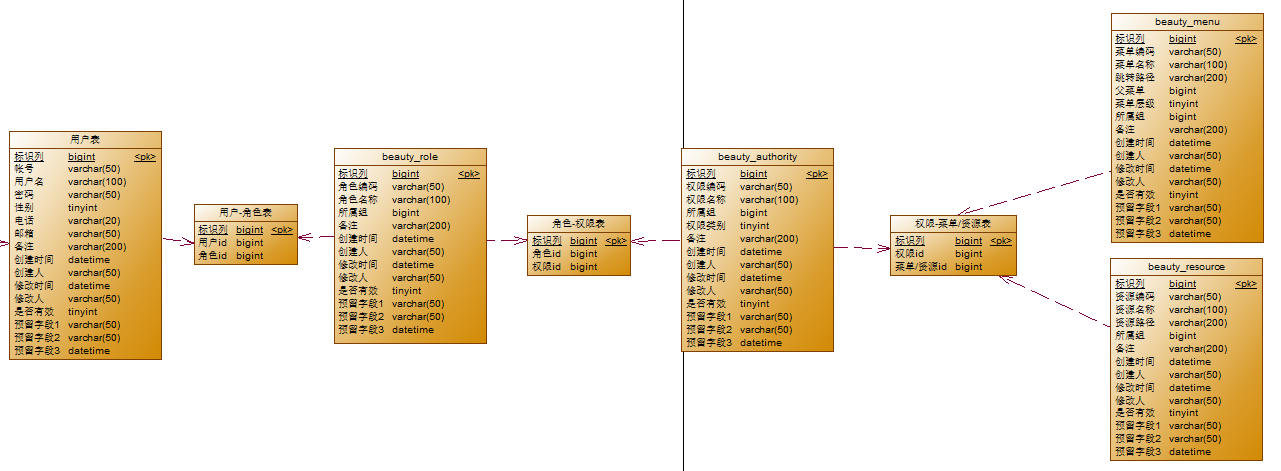 用户表
标识列 bigint <pk>
帐号 varchar(50)
用户名 varchar(100)
密码 varchar(50)
性别 tinyint
电话 varchar(20)
邮箱 varchar(50)
备注 varchar(200)
创建时间 datetime
创建人 varchar(50)
修改时间 datetime
修改人 varchar(50)
是否有效 tinyint
预留字段1 varchar(50)
预留字段2 varchar(50)
预留字段3 datetime
用户-角色表
标识列 bigint <pk>
用户id bigint
角色id bigint
beauty_role
标识列 bigint <pk>
角色编码 varchar(50)
角色名称 varchar(100)
所属组 bigint
备注 varchar(200)
创建时间 datetime
创建人 varchar(50)
修改时间 datetime
修改人 varchar(50)
是否有效 tinyint
预留字段1 varchar(50)
预留字段2 varchar(50)
预留字段3 datetime
角色-权限表
标识列 bigint <pk>
角色id bigint
权限id bigint
beauty_authority
标识列 bigint <pk>
权限编码 varchar(50)
权限名称 varchar(100)
所属组 bigint
权限类别 tinyint
备注 varchar(200)
创建时间 datetime
创建人 varchar(50)
修改时间 datetime
修改人 varchar(50)
是否有效 tinyint
预留字段1 varchar(50)
预留字段2 varchar(50)
预留字段3 datetime
权限-菜单/资源表
标识列 bigint <pk>
权限id bigint
菜单/资源id bigint
beauty_menu
标识列 bigint <pk>
菜单编码 varchar(50)
菜单名称 varchar(100)
跳转路径 varchar(200)
父菜单 bigint
菜单层级 tinyint
所属组 bigint
备注 varchar(200)
创建时间 datetime
创建人 varchar(50)
修改时间 datetime
修改人 varchar(50)
是否有效 tinyint
预留字段1 varchar(50)
预留字段2 varchar(50)
预留字段3 datetime
beauty_resource
标识列 bigint <pk>
资源编码 varchar(50)
资源名称 varchar(100)
资源路径 varchar(200)
所属组 bigint
备注 varchar(200)
创建时间 datetime
创建人 varchar(50)
修改时间 datetime
修改人 varchar(50)
是否有效 tinyint
预留字段1 varchar(50)
预留字段2 varchar(50)
预留字段3 datetime